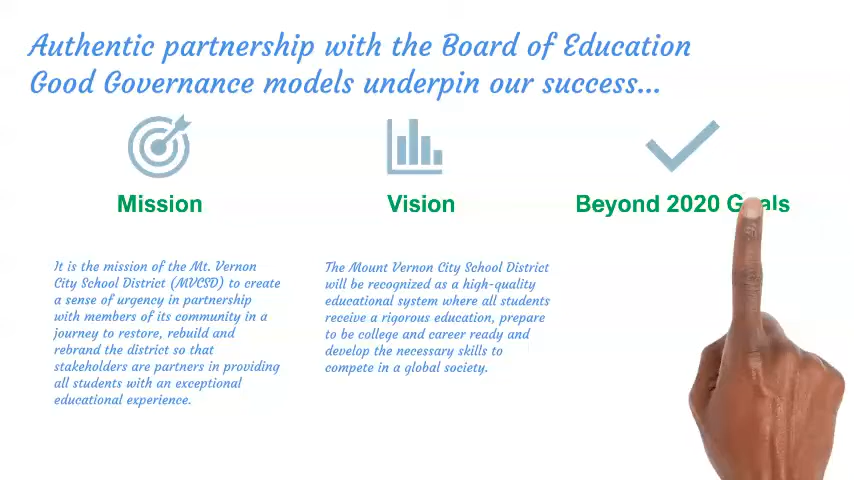 Authentic partnership with the Board of Education
Good Governance models underpin our success...
Mission
Vision
Beyond 2020 Goals
It is the mission of the Mt. Vernon
City School District (MVCSD) to create
a sense of urgency in partnership
with members of its community in a
journey to restore, rebuild and
rebrand the district so that
stakeholders are partners in providing
all students with an exceptional
educational experience.
The Mount Vernon City School District
will be recognized as a high-quality
educational system where all students
receive a rigorous education, prepare
to be college and career ready and
develop the necessary skills to
compete in a global society.